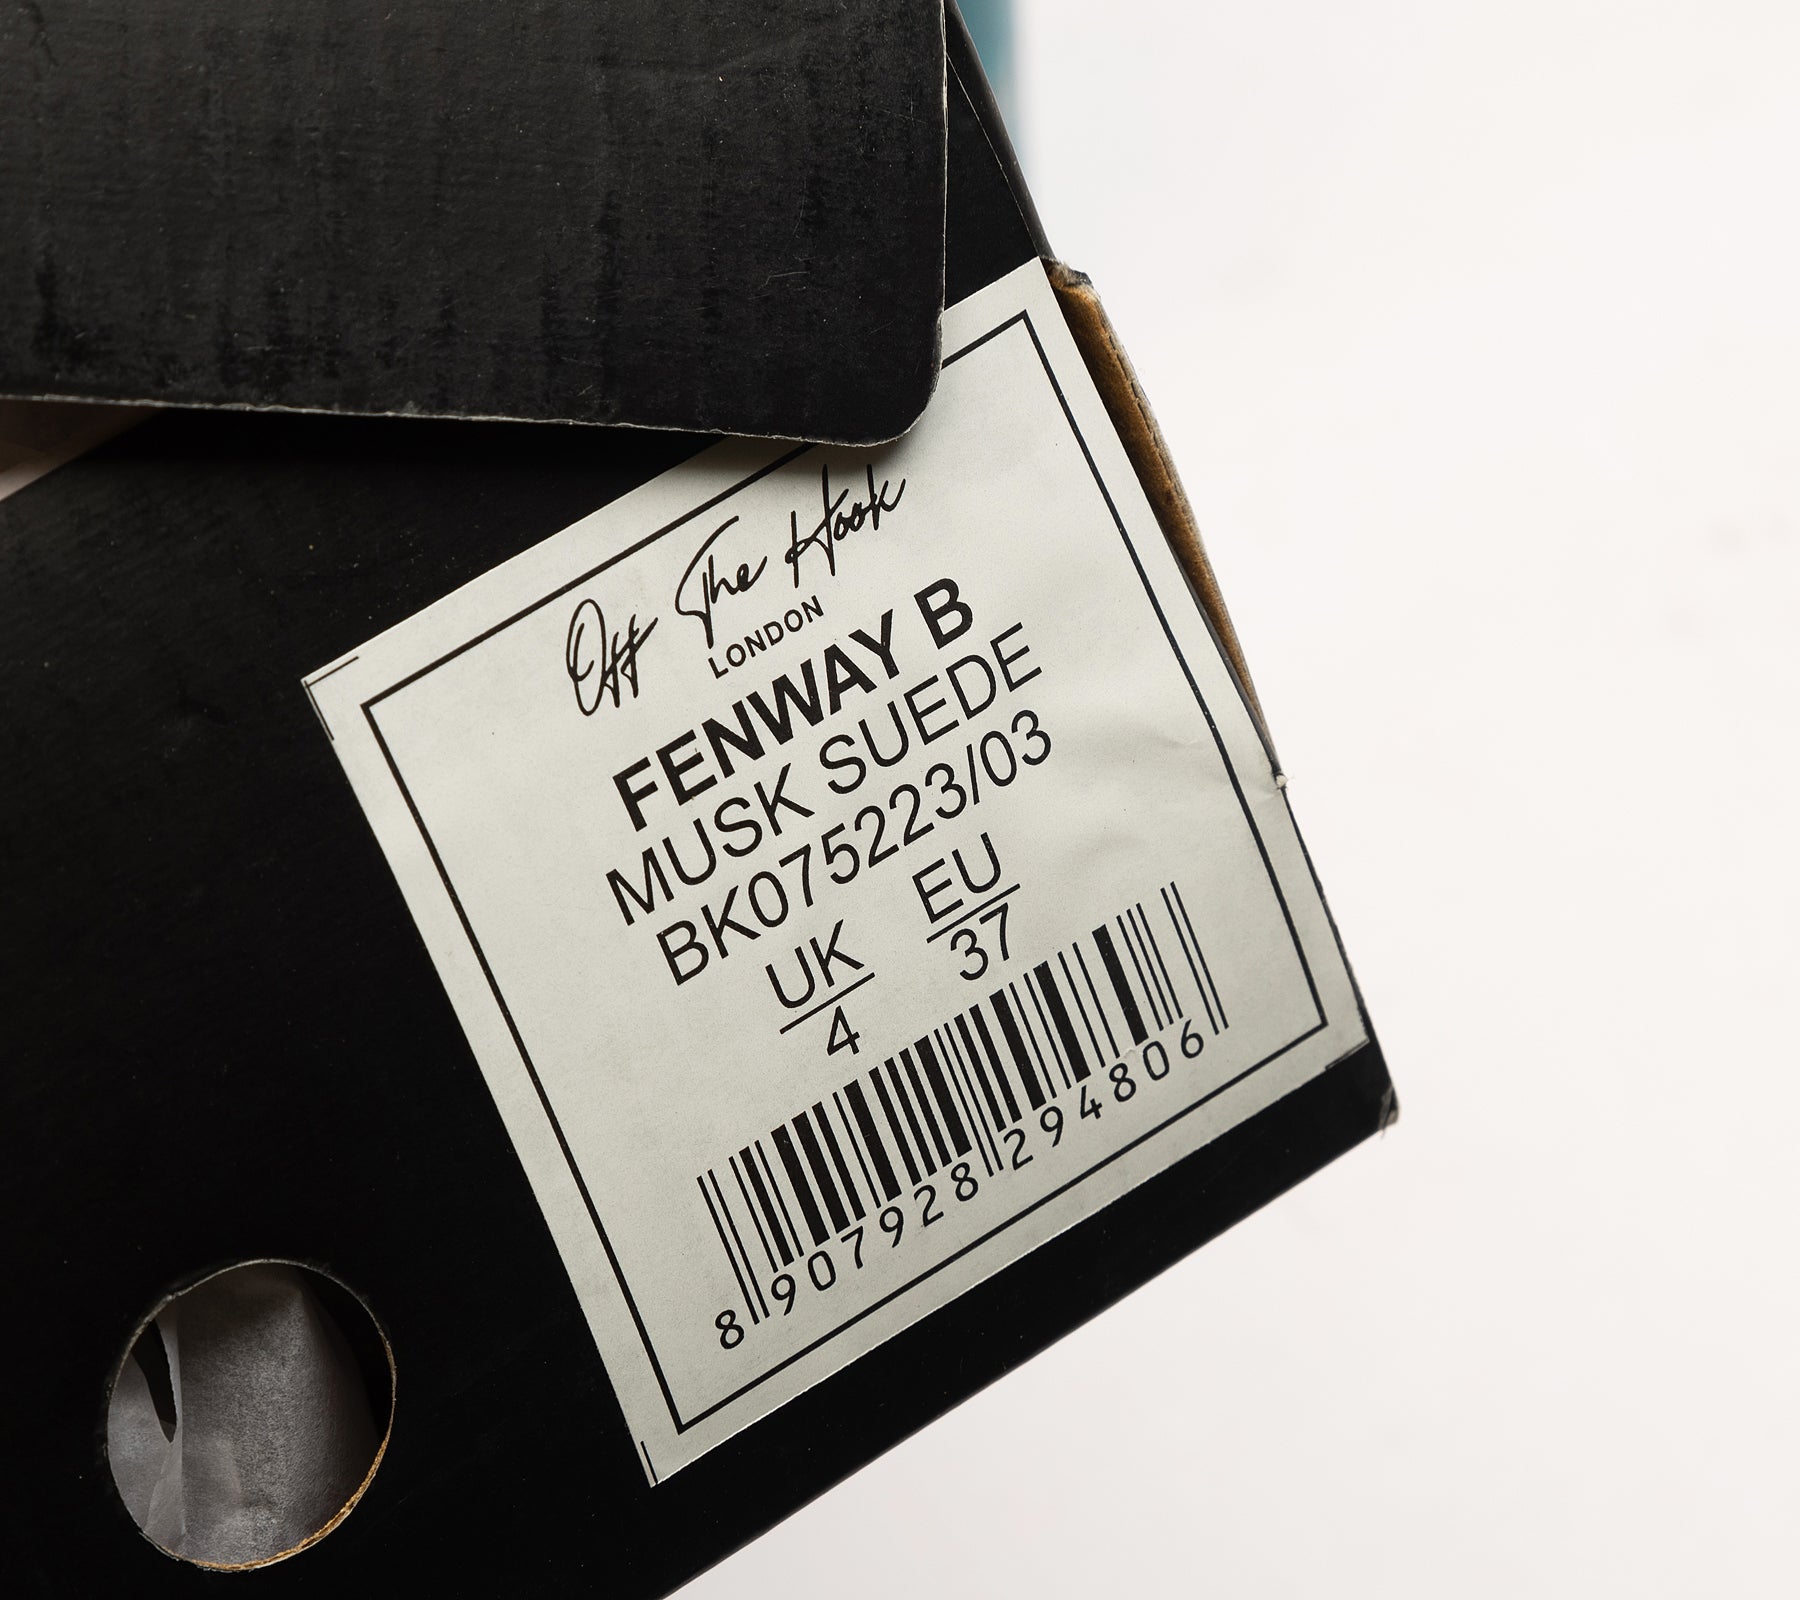 Off The Hook
LONDON
FENWAY B
MUSK SUEDE
BK075223/03
UK EU
4 37
8 907928 294806